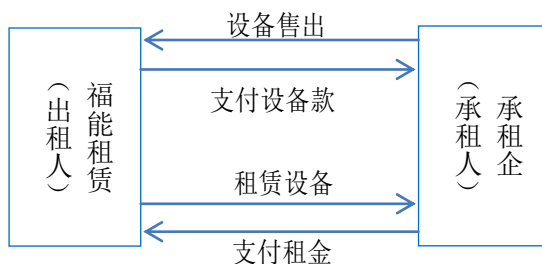 设备售出
支付设备款
福能租赁
（出租人）
承租企
（承租人）
租赁设备
支付租金